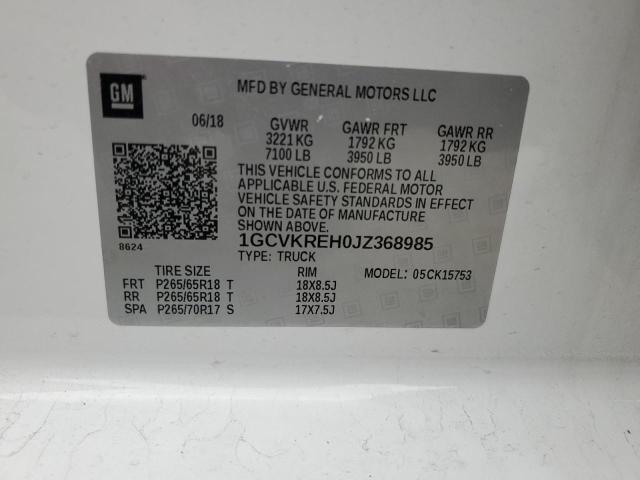 GM
MFD BY GENERAL MOTORS LLC
06/18 GVWR GAWR FRT GAWR RR
3221 KG 1792 KG 1792 KG
7100 LB 3950 LB 3950 LB
THIS VEHICLE CONFORMS TO ALL
APPLICABLE U.S. FEDERAL MOTOR
VEHICLE SAFETY STANDARDS IN EFFECT
ON THE DATE OF MANUFACTURE
SHOWN ABOVE.
8624
1GCVKREH0JZ368985
TYPE: TRUCK
TIRE SIZE RIM MODEL: 05CK15753
FRT P265/65R18 T 18X8.5J
RR P265/65R18 T 18X8.5J
SPA P265/70R17 S 17X7.5J